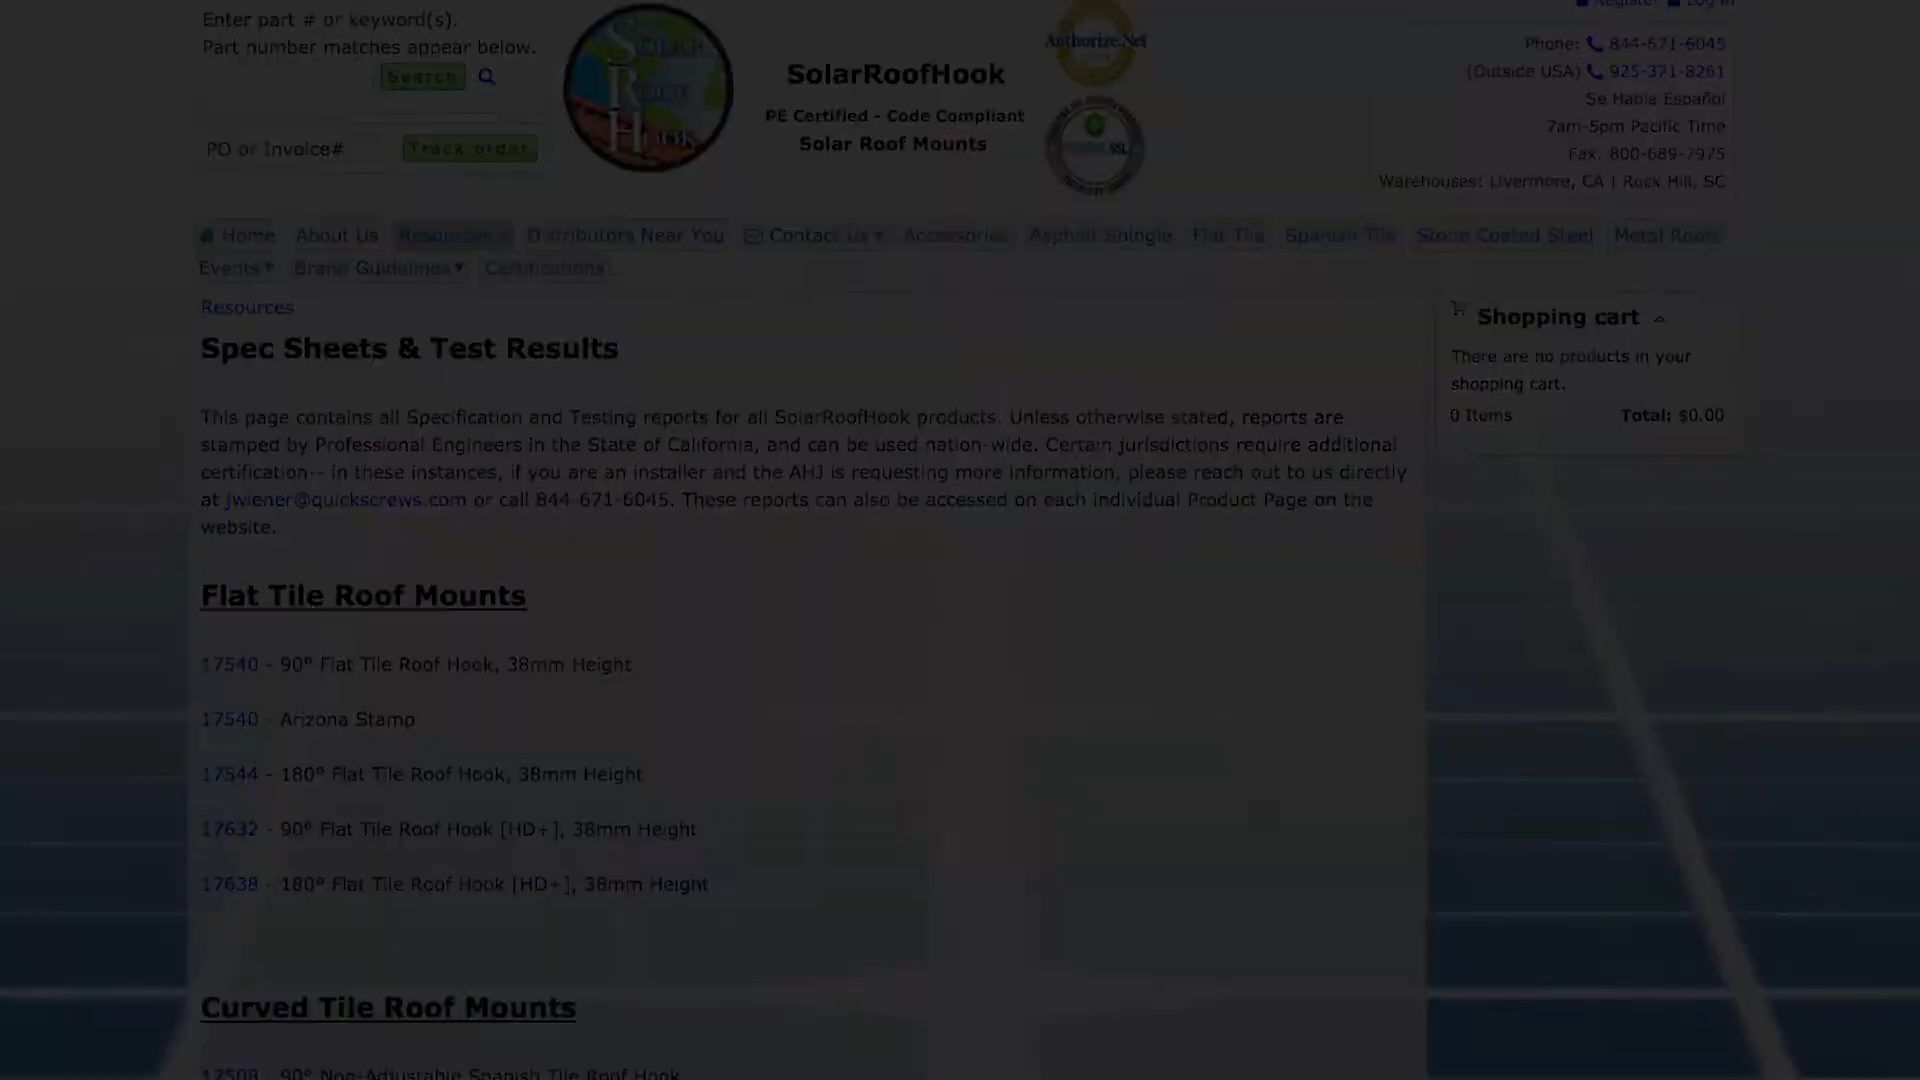 Register Log in
Enter part # or keyword(s).
Part number matches appear below.
Search
PO or Invoice#
Track order
SOLAR
ROOF
HOOK
SolarRoofHook
PE Certified - Code Compliant
Solar Roof Mounts
Authorize.Net
SSL
Phone: 844-671-6045
(Outside USA) 925-371-8261
Se Hable Español
7am-5pm Pacific Time
Fax: 800-689-7975
Warehouses: Livermore, CA | Rock Hill, SC
Home About Us Resources Distributors Near You Contact Us Accessories Asphalt Shingle Flat Tile Spanish Tile Stone Coated Steel Metal Roofs
Events Brand Guidelines Certifications
Resources
Spec Sheets & Test Results
This page contains all Specification and Testing reports for all SolarRoofHook products. Unless otherwise stated, reports are
stamped by Professional Engineers in the State of California, and can be used nation-wide. Certain jurisdictions require additional
certification-- in these instances, if you are an installer and the AHJ is requesting more information, please reach out to us directly
at jwiener@quickscrews.com or call 844-671-6045. These reports can also be accessed on each individual Product Page on the
website.
Shopping cart
There are no products in your
shopping cart.
0 Items Total: $0.00
Flat Tile Roof Mounts
17540 - 90º Flat Tile Roof Hook, 38mm Height
17540 - Arizona Stamp
17544 - 180º Flat Tile Roof Hook, 38mm Height
17632 - 90º Flat Tile Roof Hook [HD+], 38mm Height
17638 - 180º Flat Tile Roof Hook [HD+], 38mm Height
Curved Tile Roof Mounts
17508 - 90º Non-Adjustable Spanish Tile Roof Hook